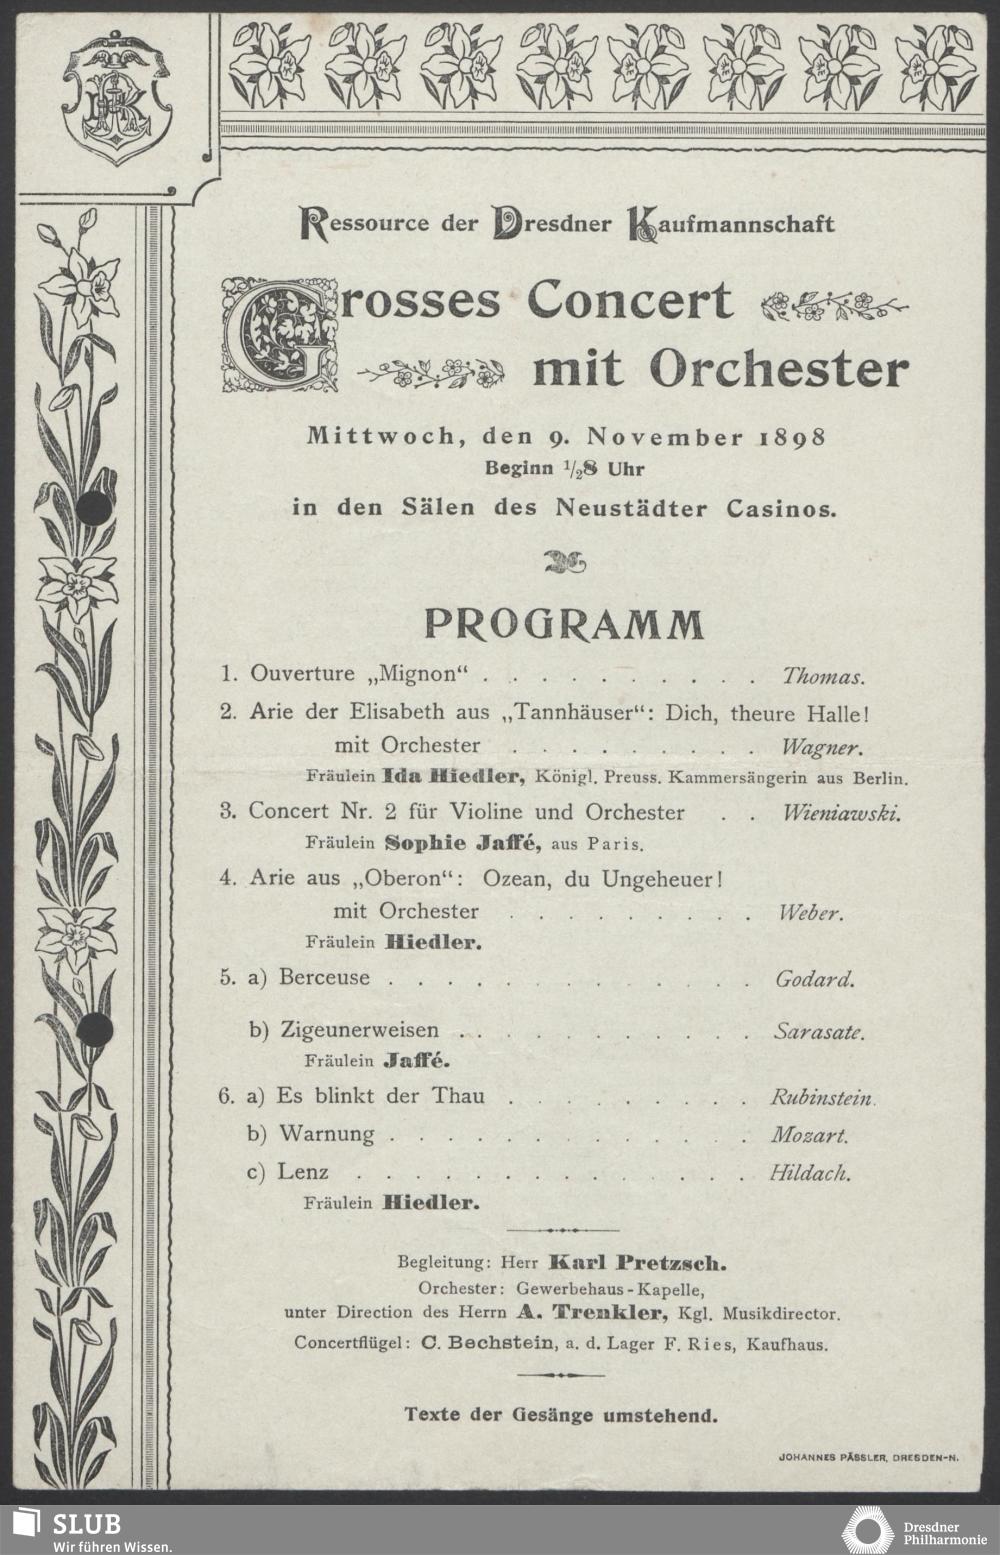 Ressource der Dresdner Kaufmannschaft
Grosses Concert
mit Orchester
Mittwoch, den 9. November 1898
Beginn ½8 Uhr
in den Sälen des Neustädter Casinos.
PROGRAMM
1. Ouverture „Mignon“ . . . . . . . . . . Thomas.
2. Arie der Elisabeth aus „Tannhäuser“: Dich, theure Halle!
mit Orchester . . . . . . . . . Wagner.
Fräulein Ida Hiedler, Königl. Preuss. Kammersängerin aus Berlin.
3. Concert Nr. 2 für Violine und Orchester . . Wieniawski.
Fräulein Sophie Jaffé, aus Paris.
4. Arie aus „Oberon“: Ozean, du Ungeheuer!
mit Orchester . . . . . . . . . Weber.
Fräulein Hiedler.
5. a) Berceuse . . . . . . . . . . . . . Godard.
b) Zigeunerweisen . . . . . . . . . . . Sarasate.
Fräulein Jaffé.
6. a) Es blinkt der Thau . . . . . . . . . Rubinstein.
b) Warnung . . . . . . . . . . . . . Mozart.
c) Lenz . . . . . . . . . . . . . . Hildach.
Fräulein Hiedler.
Begleitung: Herr Karl Pretzsch.
Orchester: Gewerbehaus-Kapelle,
unter Direction des Herrn A. Trenkler, Kgl. Musikdirector.
Concertflügel: C. Bechstein, a. d. Lager F. Ries, Kaufhaus.
Texte der Gesänge umstehend.
JOHANNES PÄSSLER, DRESDEN-N.
SLUB
Wir führen Wissen.
Dresdner
Philharmonie